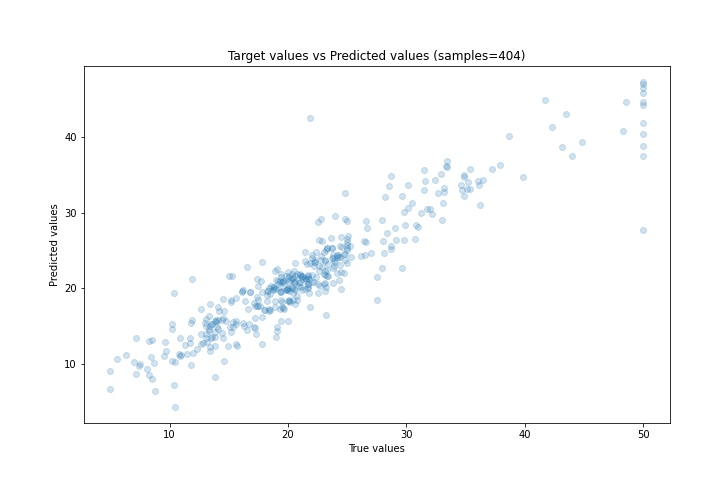 Target values vs Predicted values (samples=404)
Predicted values
40
30
20
10
10 20 30 40 50
True values